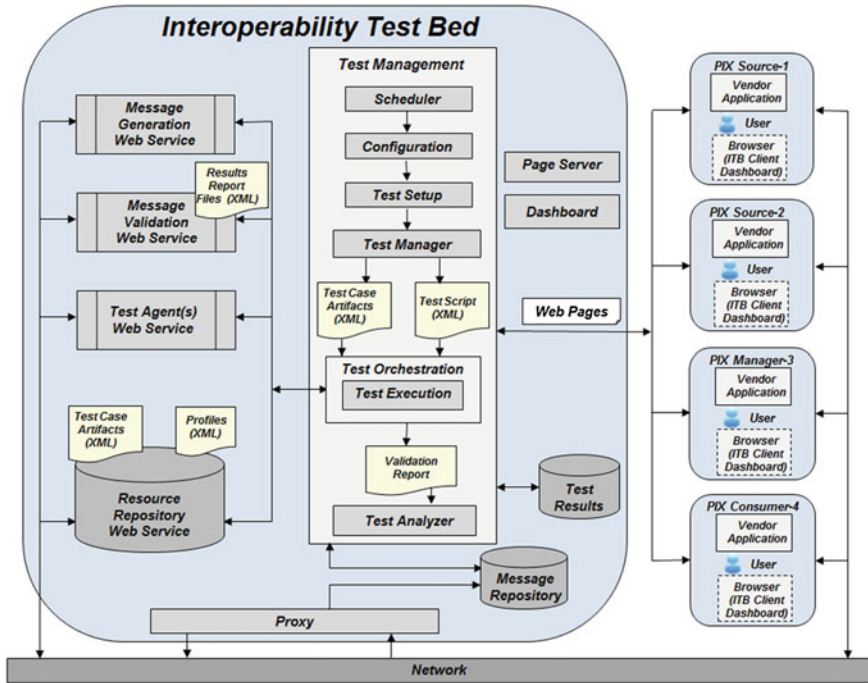 Interoperability Test Bed
Test Management
Scheduler
Configuration
Test Setup
Test Manager
Test Case
Artifacts
(XML)
Test Script
(XML)
Test Orchestration
Test Execution
Validation
Report
Test Analyzer
Message
Generation
Web Service
Results
Report
Files (XML)
Message
Validation
Web Service
Test Agent(s)
Web Service
Test Case
Artifacts
(XML)
Profiles
(XML)
Resource
Repository
Web Service
Page Server
Dashboard
Web Pages
Test
Results
Message
Repository
Proxy
Network
PIX Source-1
Vendor
Application
User
Browser
(ITB Client
Dashboard)
PIX Source-2
Vendor
Application
User
Browser
(ITB Client
Dashboard)
PIX Manager-3
Vendor
Application
User
Browser
(ITB Client
Dashboard)
PIX Consumer-4
Vendor
Application
User
Browser
(ITB Client
Dashboard)